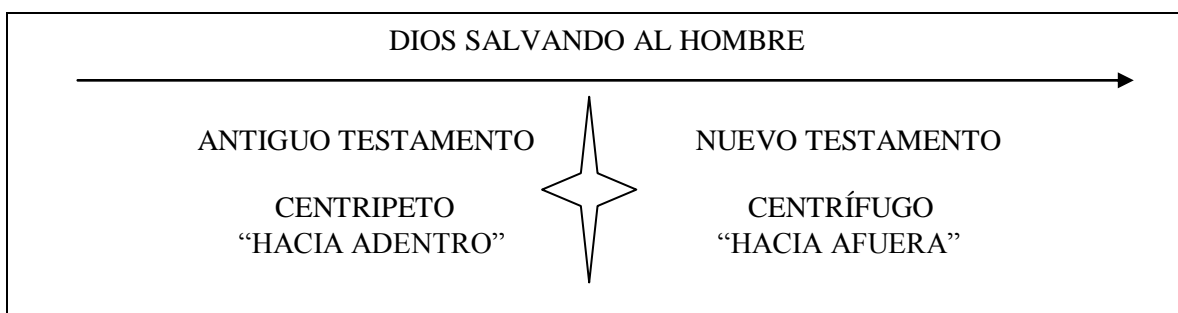 DIOS SALVANDO AL HOMBRE
ANTIGUO TESTAMENTO
NUEVO TESTAMENTO
CENTRIPETO
CENTRÍFUGO
“HACIA ADENTRO”
“HACIA AFUERA”